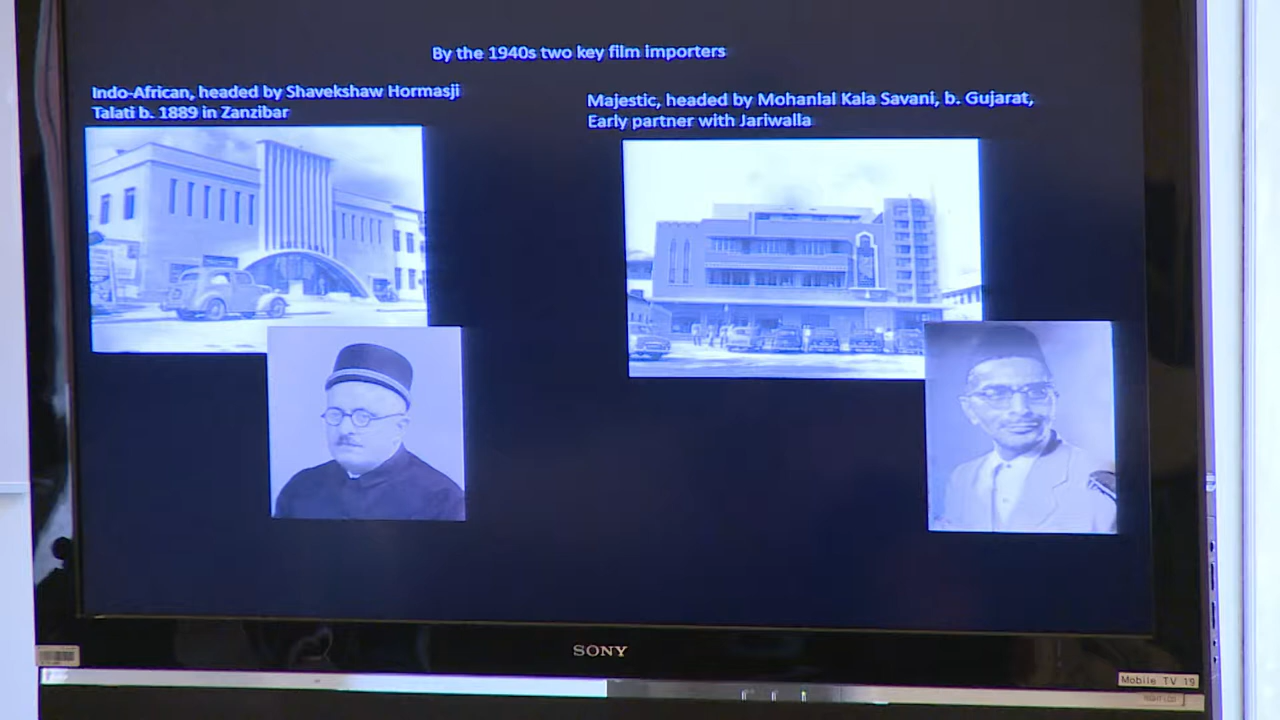 By the 1940s two key film importers
Indo-African, headed by Shavekshaw Hormasji
Talati b. 1889 in Zanzibar
Majestic, headed by Mohanlal Kala Savani, b. Gujarat,
Early partner with Jariwalla
SONY
Mobile TV 19